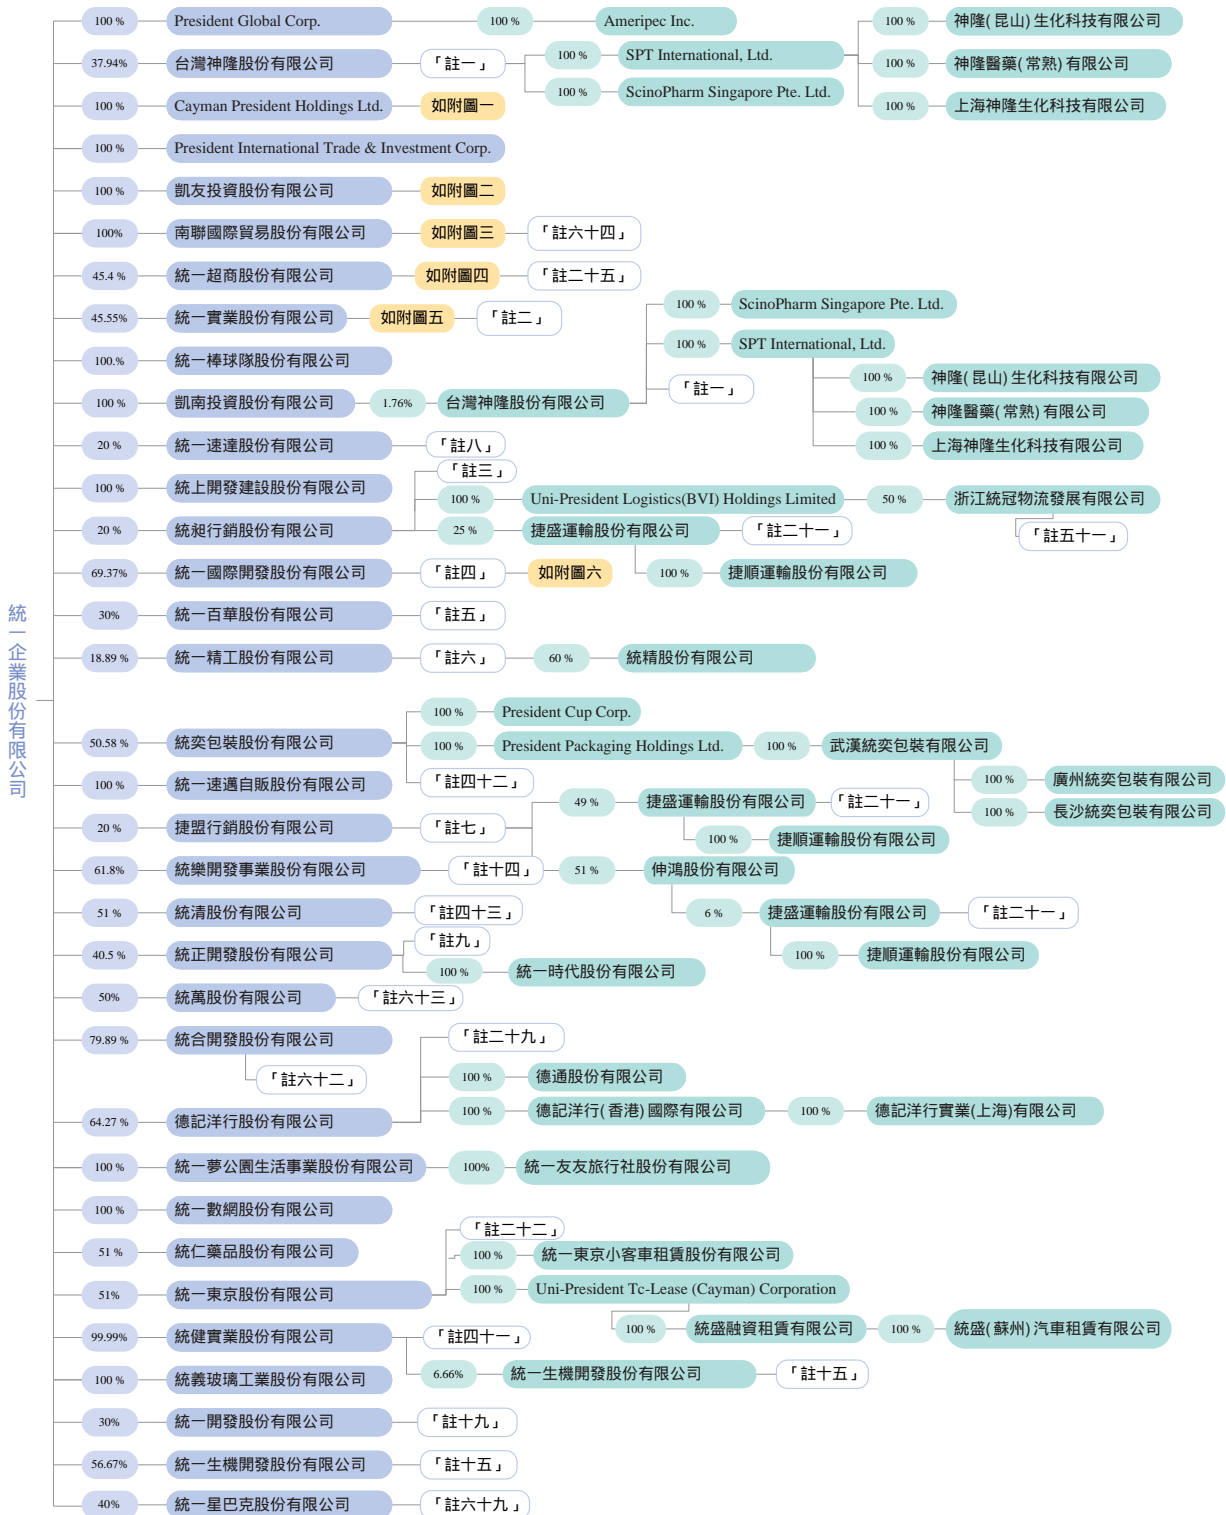 統一企業股份有限公司
100 % President Global Corp. 100 % Ameripec Inc.
37.94% 台灣神隆股份有限公司 「註一」 100 % SPT International, Ltd. 100 % 神隆(昆山)生化科技有限公司
100 % 神隆醫藥(常熟)有限公司
100 % ScinoPharm Singapore Pte. Ltd.
100 % 上海神隆生化科技有限公司
100 % Cayman President Holdings Ltd. 如附圖一
100 % President International Trade & Investment Corp.
100 % 凱友投資股份有限公司 如附圖二
100% 南聯國際貿易股份有限公司 如附圖三 「註六十四」
45.4 % 統一超商股份有限公司 如附圖四 「註二十五」
45.55% 統一實業股份有限公司 如附圖五 「註二」
100.% 統一棒球隊股份有限公司
100 % 凱南投資股份有限公司 1.76% 台灣神隆股份有限公司 「註一」
100 % ScinoPharm Singapore Pte. Ltd.
100 % SPT International, Ltd.
100 % 神隆(昆山)生化科技有限公司
100 % 神隆醫藥(常熟)有限公司
100 % 上海神隆生化科技有限公司
20 % 統一速達股份有限公司 「註八」
100 % 統上開發建設股份有限公司
20 % 統昶行銷股份有限公司 「註三」
100 % Uni-President Logistics(BVI) Holdings Limited 50 % 浙江統冠物流發展有限公司
「註五十一」
25 % 捷盛運輸股份有限公司 「註二十一」
100 % 捷順運輸股份有限公司
69.37% 統一國際開發股份有限公司 「註四」 如附圖六
30% 統一百華股份有限公司 「註五」
18.89 % 統一精工股份有限公司 「註六」 60 % 統精股份有限公司
50.58 % 統奕包裝股份有限公司 100 % President Cup Corp.
100 % President Packaging Holdings Ltd. 100 % 武漢統奕包裝有限公司
100 % 廣州統奕包裝有限公司
100 % 長沙統奕包裝有限公司
「註四十二」
100 % 統一速邁自販股份有限公司
20 % 捷盟行銷股份有限公司 「註七」 49 % 捷盛運輸股份有限公司 「註二十一」
100 % 捷順運輸股份有限公司
61.8% 統樂開發事業股份有限公司 「註十四」 51 % 伸鴻股份有限公司
6 % 捷盛運輸股份有限公司 「註二十一」
100 % 捷順運輸股份有限公司
51 % 統清股份有限公司 「註四十三」
40.5 % 統正開發股份有限公司 「註九」
100 % 統一時代股份有限公司
50% 統萬股份有限公司 「註六十三」
79.89 % 統合開發股份有限公司
「註六十二」
64.27 % 德記洋行股份有限公司 「註二十九」
100 % 德通股份有限公司
100 % 德記洋行(香港)國際有限公司 100 % 德記洋行實業(上海)有限公司
100 % 統一夢公園生活事業股份有限公司 100% 統一友友旅行社股份有限公司
100 % 統一數網股份有限公司
51 % 統仁藥品股份有限公司
51% 統一東京股份有限公司 「註二十二」
100 % 統一東京小客車租賃股份有限公司
100 % Uni-President Tc-Lease (Cayman) Corporation
100 % 統盛融資租賃有限公司 100 % 統盛(蘇州)汽車租賃有限公司
99.99% 統健實業股份有限公司 「註四十一」
6.66% 統一生機開發股份有限公司 「註十五」
100 % 統義玻璃工業股份有限公司
30% 統一開發股份有限公司 「註十九」
56.67% 統一生機開發股份有限公司 「註十五」
40% 統一星巴克股份有限公司 「註六十九」